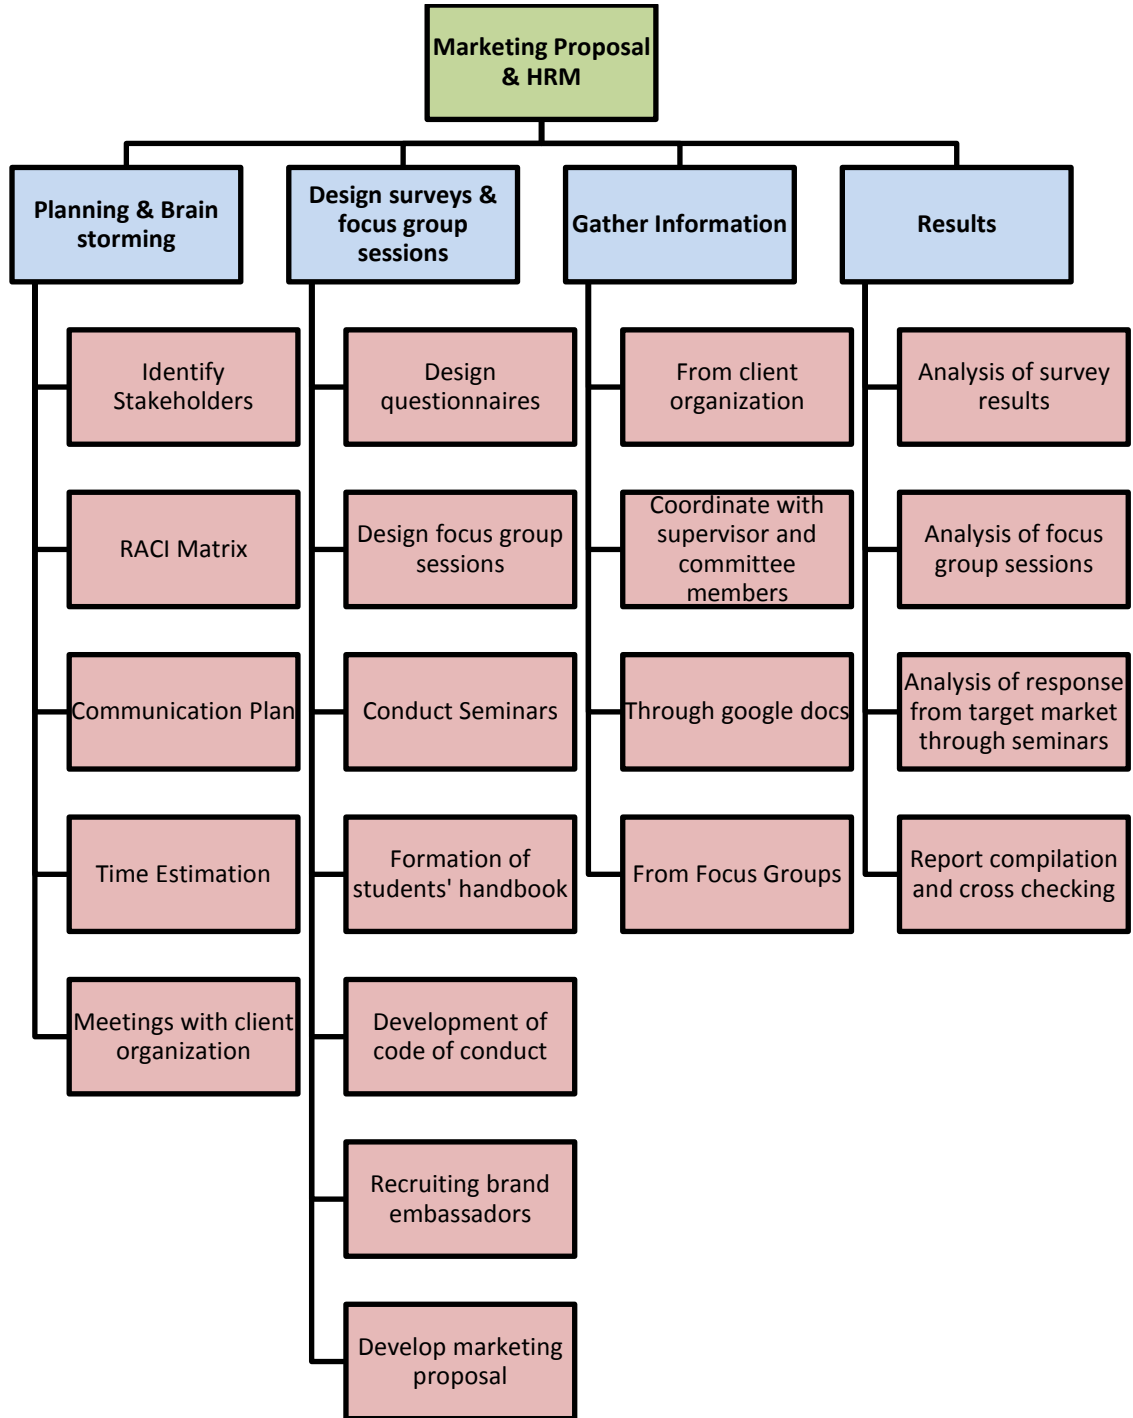 Marketing Proposal
& HRM
Planning & Brain
storming
Identify
Stakeholders
RACI Matrix
Communication Plan
Time Estimation
Meetings with client
organization
Design surveys &
focus group
sessions
Design
questionnaires
Design focus group
sessions
Conduct Seminars
Formation of
students' handbook
Development of
code of conduct
Recruiting brand
embassadors
Develop marketing
proposal
Gather Information
From client
organization
Coordinate with
supervisor and
committee
members
Through google docs
From Focus Groups
Results
Analysis of survey
results
Analysis of focus
group sessions
Analysis of response
from target market
through seminars
Report compilation
and cross checking